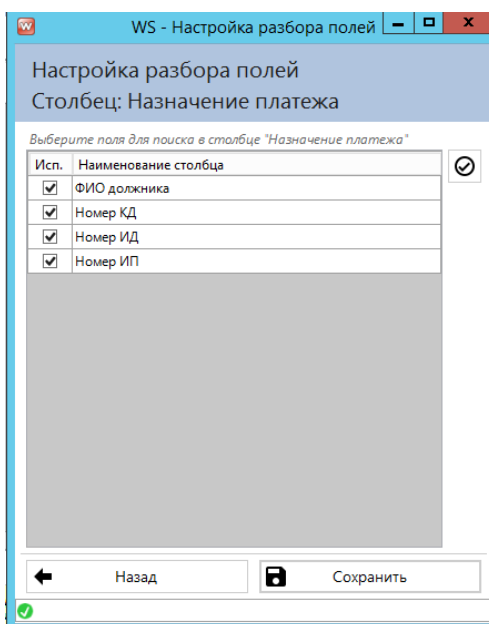 WS - Настройка разбора полей
Настройка разбора полей
Столбец: Назначение платежа
Выберите поля для поиска в столбце "Назначение платежа"
Исп. Наименование столбца
ФИО должника
Номер КД
Номер ИД
Номер ИП
Назад Сохранить